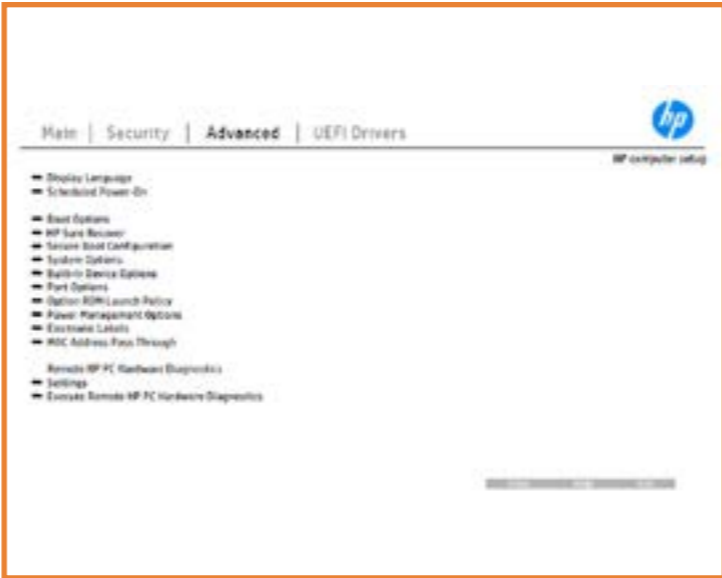 hp
Main | Security | Advanced | UEFI Drivers
HP computer setup
Display Language
Scheduled Power-On
Boot Options
HP Sure Recover
Secure Boot Configuration
System Options
Built-In Device Options
Port Options
Option ROM Launch Policy
Power Management Options
Electronic Labels
MAC Address Pass Through
Remote HP PC Hardware Diagnostics
Settings
Execute Remote HP PC Hardware Diagnostics